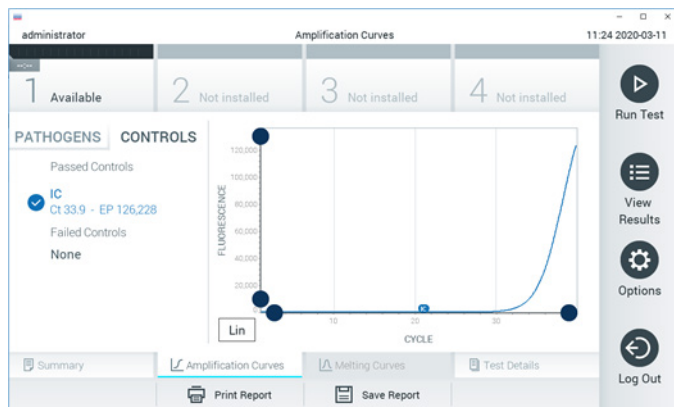 administrator
Amplification Curves
11:24 2020-03-11
--:--
1 Available
2 Not installed
3 Not installed
4 Not installed
Run Test
View
Results
Options
Log Out
PATHOGENS
CONTROLS
Passed Controls
IC
Ct 33.9 - EP 126,228
Failed Controls
None
FLUORESCENCE
120,000
100,000
80,000
60,000
40,000
20,000
0
10
20
30
IC
CYCLE
Lin
Summary
Amplification Curves
Melting Curves
Test Details
Print Report
Save Report